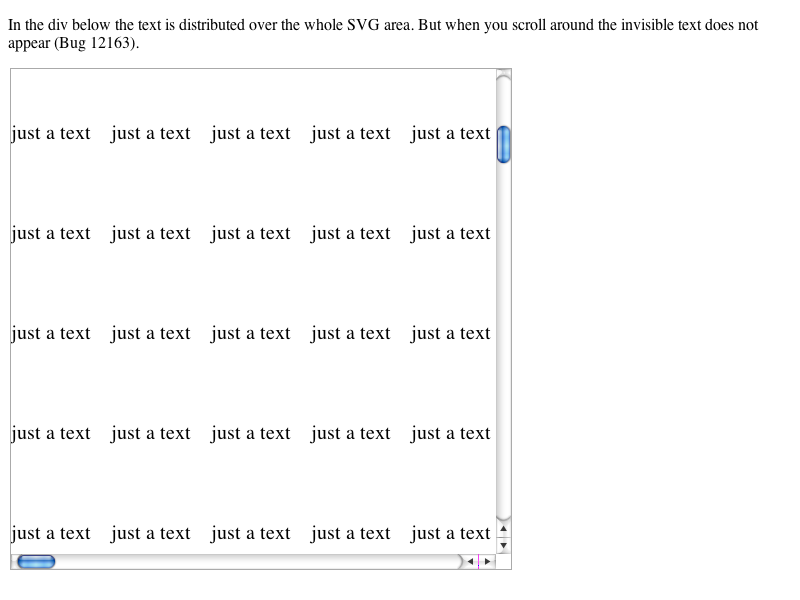 In the div below the text is distributed over the whole SVG area. But when you scroll around the invisible text does not
appear (Bug 12163).
just a text just a text just a text just a text just a text
just a text just a text just a text just a text just a text
just a text just a text just a text just a text just a text
just a text just a text just a text just a text just a text
just a text just a text just a text just a text just a text